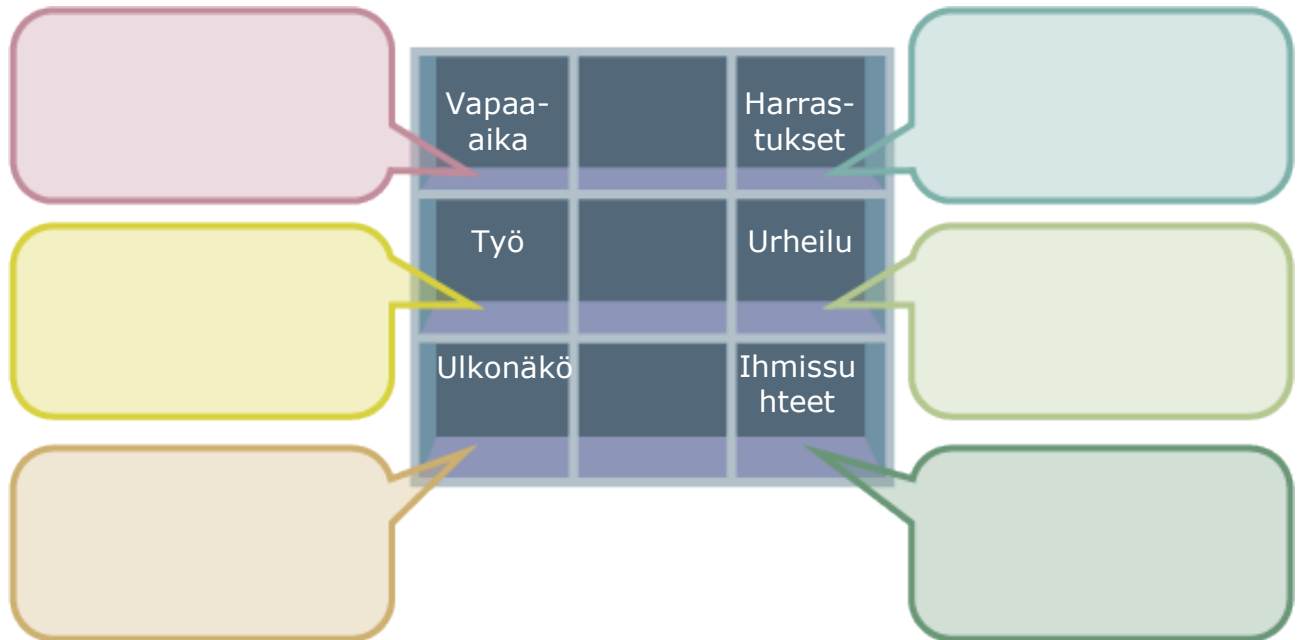 Vapaa-
aika
Harras-
tukset
Työ
Urheilu
Ulkonäkö
Ihmissu
hteet